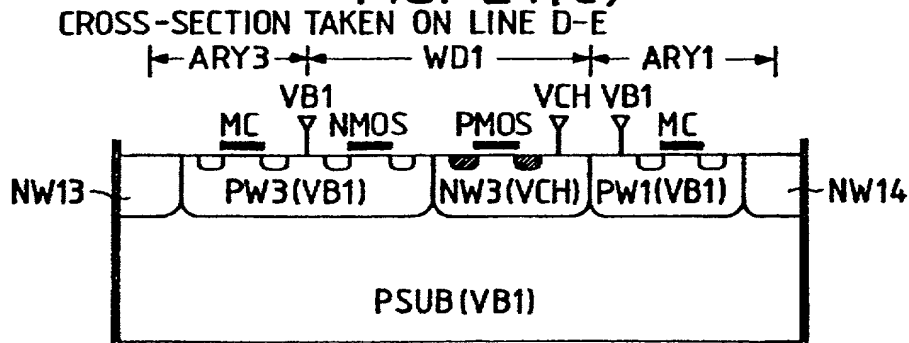 CROSS-SECTION TAKEN ON LINE D-E
ARY3 WD1 ARY1
VB1 VCH VB1
MC NMOS PMOS MC
NW13 PW3(VB1) NW3(VCH) PW1(VB1) NW14
PSUB(VB1)